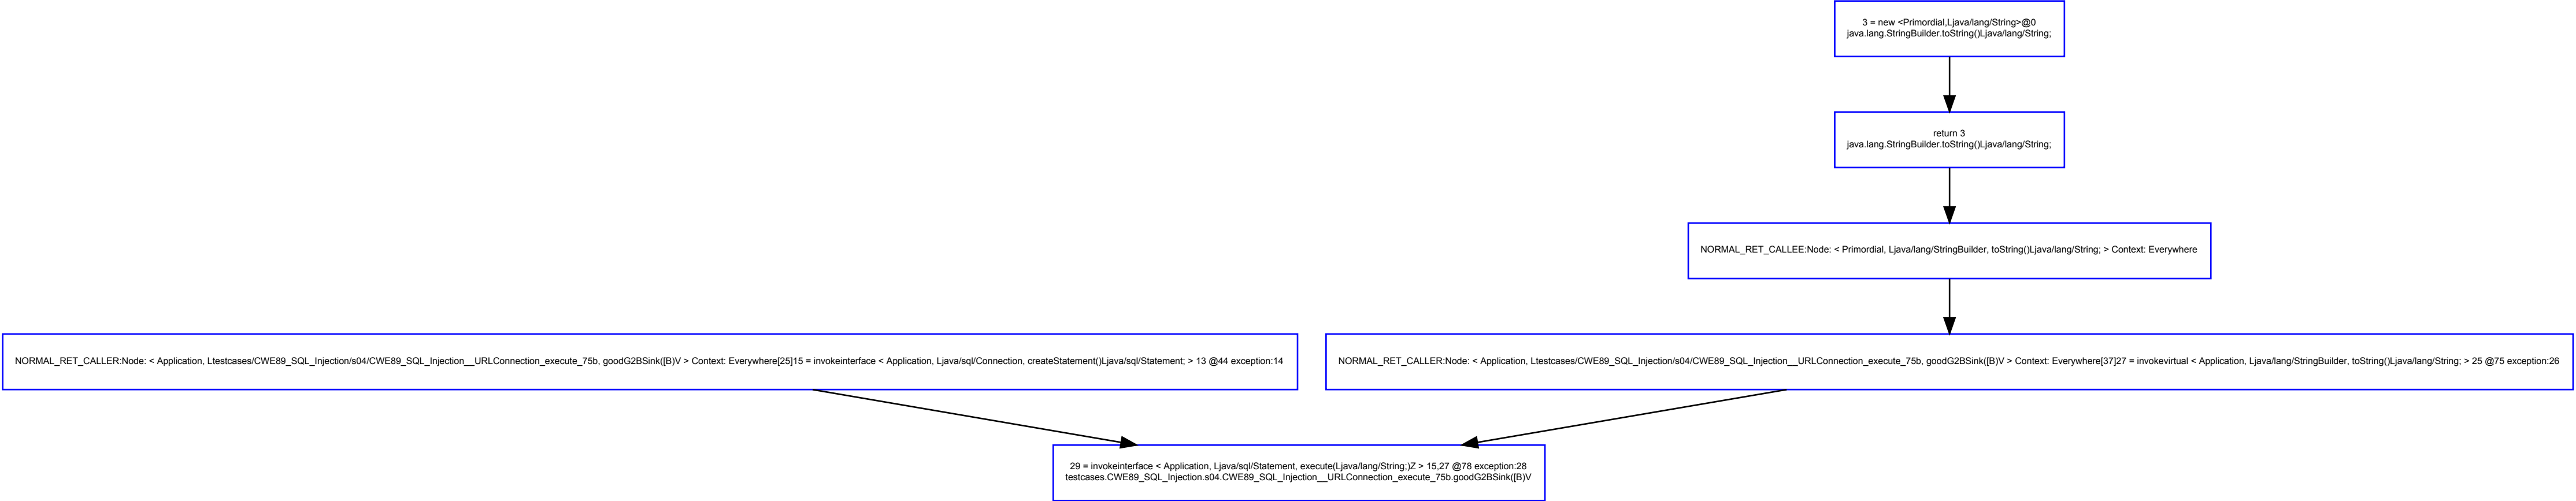 3 = new <Primordial,Ljava/lang/String>@0
java.lang.StringBuilder.toString()Ljava/lang/String;
return 3
java.lang.StringBuilder.toString()Ljava/lang/String;
NORMAL_RET_CALLEE:Node: < Primordial, Ljava/lang/StringBuilder, toString()Ljava/lang/String; > Context: Everywhere
NORMAL_RET_CALLER:Node: < Application, Ltestcases/CWE89_SQL_Injection/s04/CWE89_SQL_Injection__URLConnection_execute_75b, goodG2BSink([B)V > Context: Everywhere[25]15 = invokeinterface < Application, Ljava/sql/Connection, createStatement()Ljava/sql/Statement; > 13 @44 exception:14
NORMAL_RET_CALLER:Node: < Application, Ltestcases/CWE89_SQL_Injection/s04/CWE89_SQL_Injection__URLConnection_execute_75b, goodG2BSink([B)V > Context: Everywhere[37]27 = invokevirtual < Application, Ljava/lang/StringBuilder, toString()Ljava/lang/String; > 25 @75 exception:26
29 = invokeinterface < Application, Ljava/sql/Statement, execute(Ljava/lang/String;)Z > 15,27 @78 exception:28
testcases.CWE89_SQL_Injection.s04.CWE89_SQL_Injection__URLConnection_execute_75b.goodG2BSink([B)V